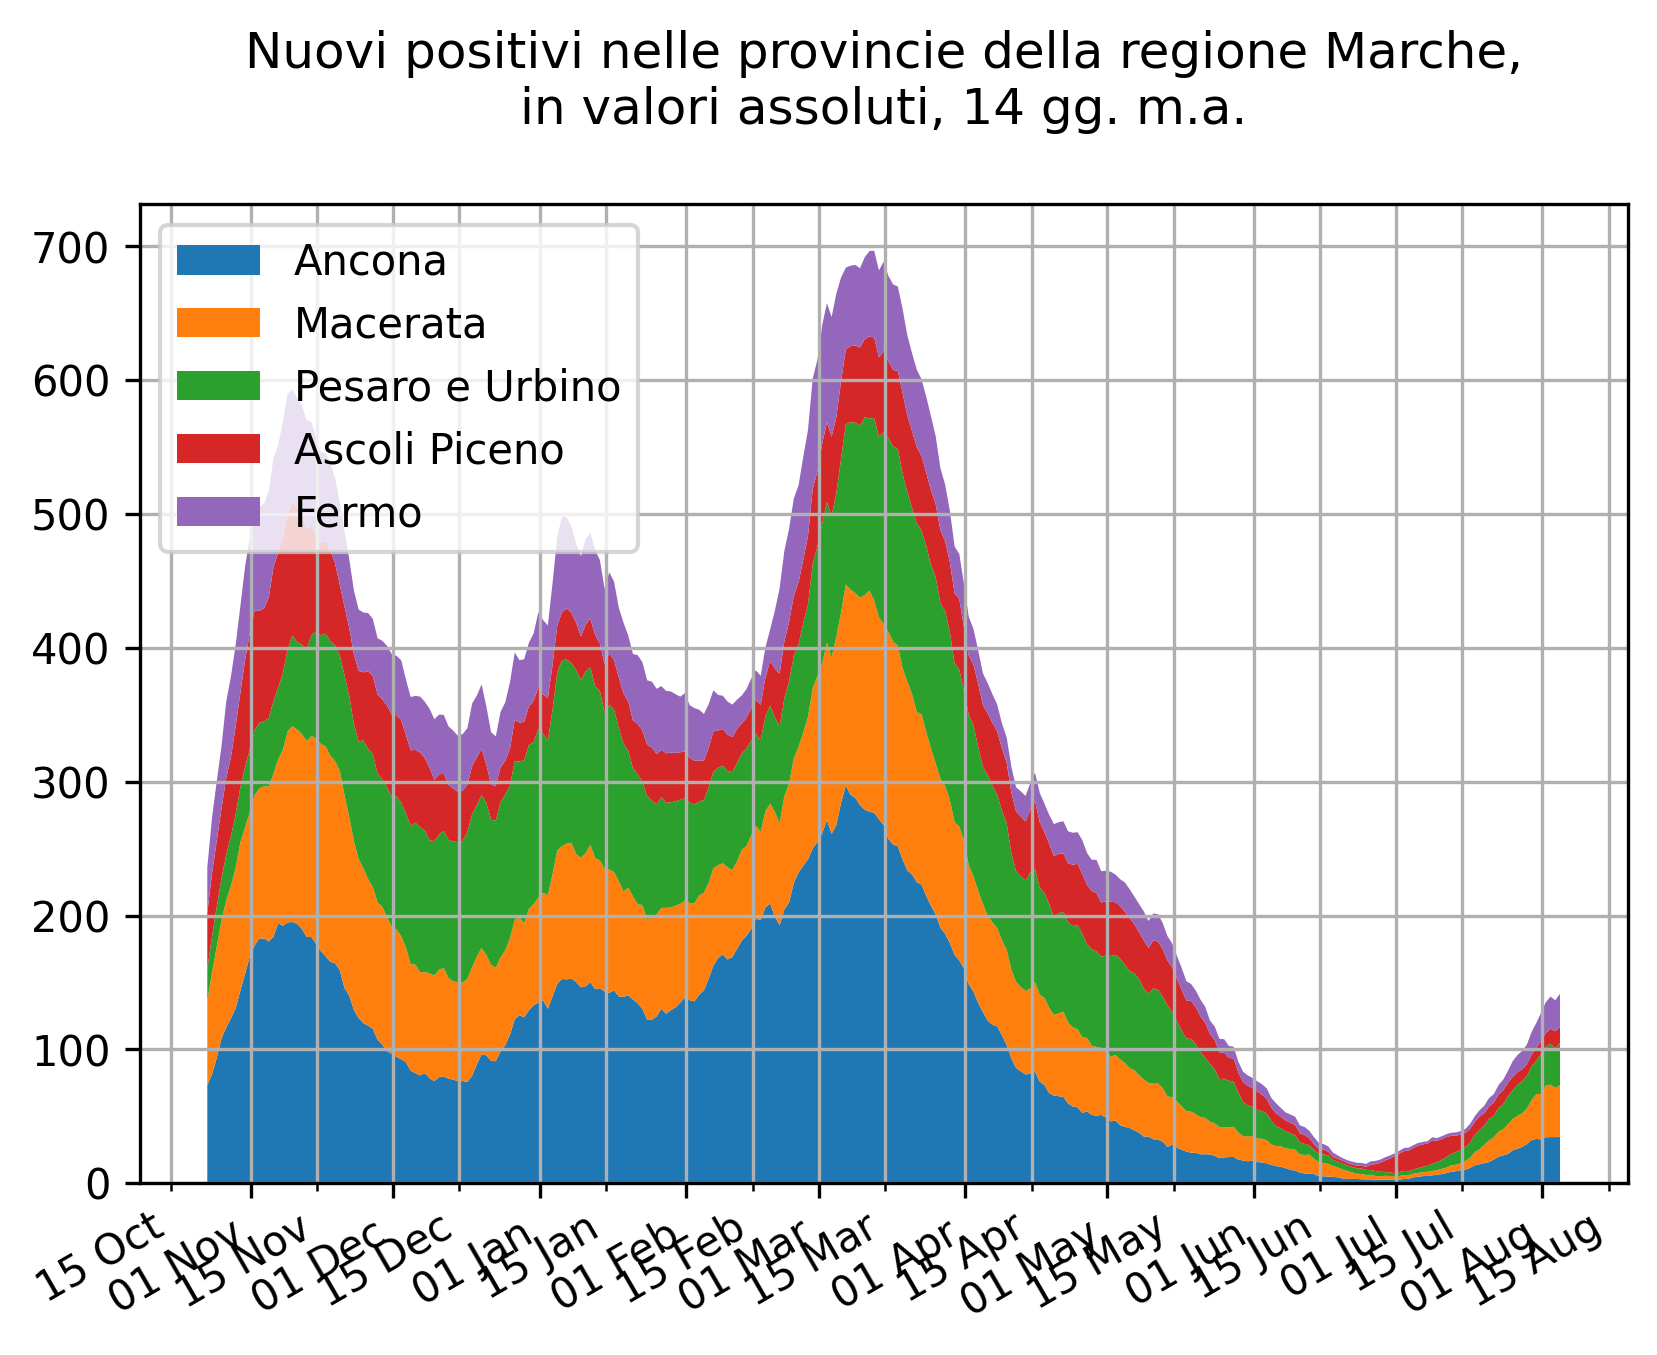 Nuovi positivi nelle provincie della regione Marche,
in valori assoluti, 14 gg. m.a.
700
600
500
400
300
200
100
0
Ancona
Macerata
Pesaro e Urbino
Ascoli Piceno
Fermo
15 Oct
01 Nov
15 Nov
01 Dec
15 Dec
01 Jan
15 Jan
01 Feb
15 Feb
01 Mar
15 Mar
01 Apr
15 Apr
01 May
15 May
01 Jun
15 Jun
01 Jul
15 Jul
01 Aug
15 Aug